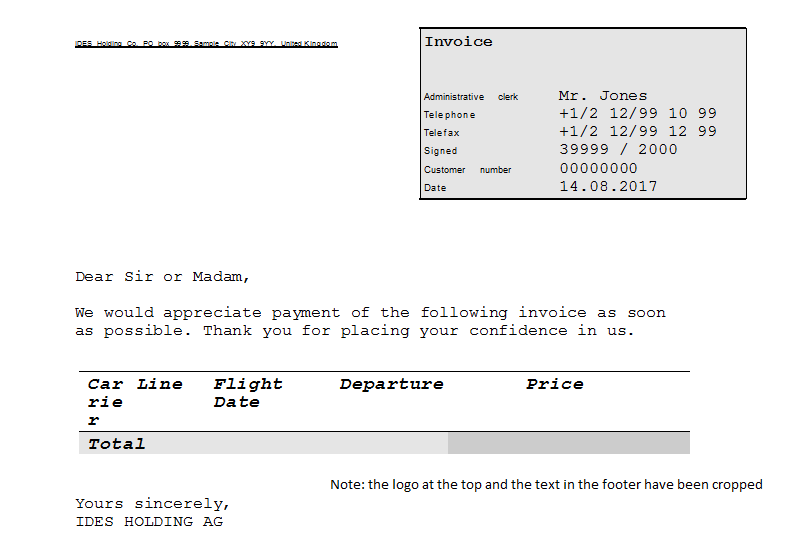 IDES Holding Co. PO box 9999 Sample City XY9 9YY, United Kingdom
Invoice
Administrative clerk Mr. Jones
Telephone +1/2 12/99 10 99
Telefax +1/2 12/99 12 99
Signed 39999 / 2000
Customer number 00000000
Date 14.08.2017
Dear Sir or Madam,
We would appreciate payment of the following invoice as soon
as possible. Thank you for placing your confidence in us.
Car Line Flight Departure Price
rie Date
r
Total
Note: the logo at the top and the text in the footer have been cropped
Yours sincerely,
IDES HOLDING AG